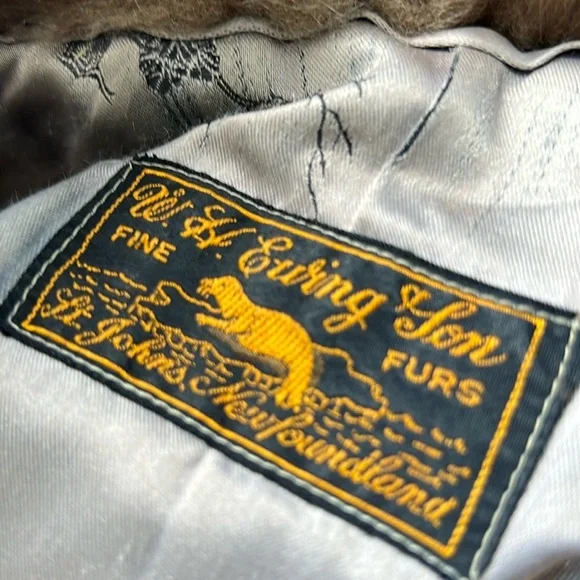 W. H. Ewing Son
FINE FURS
St. John's, Newfoundland